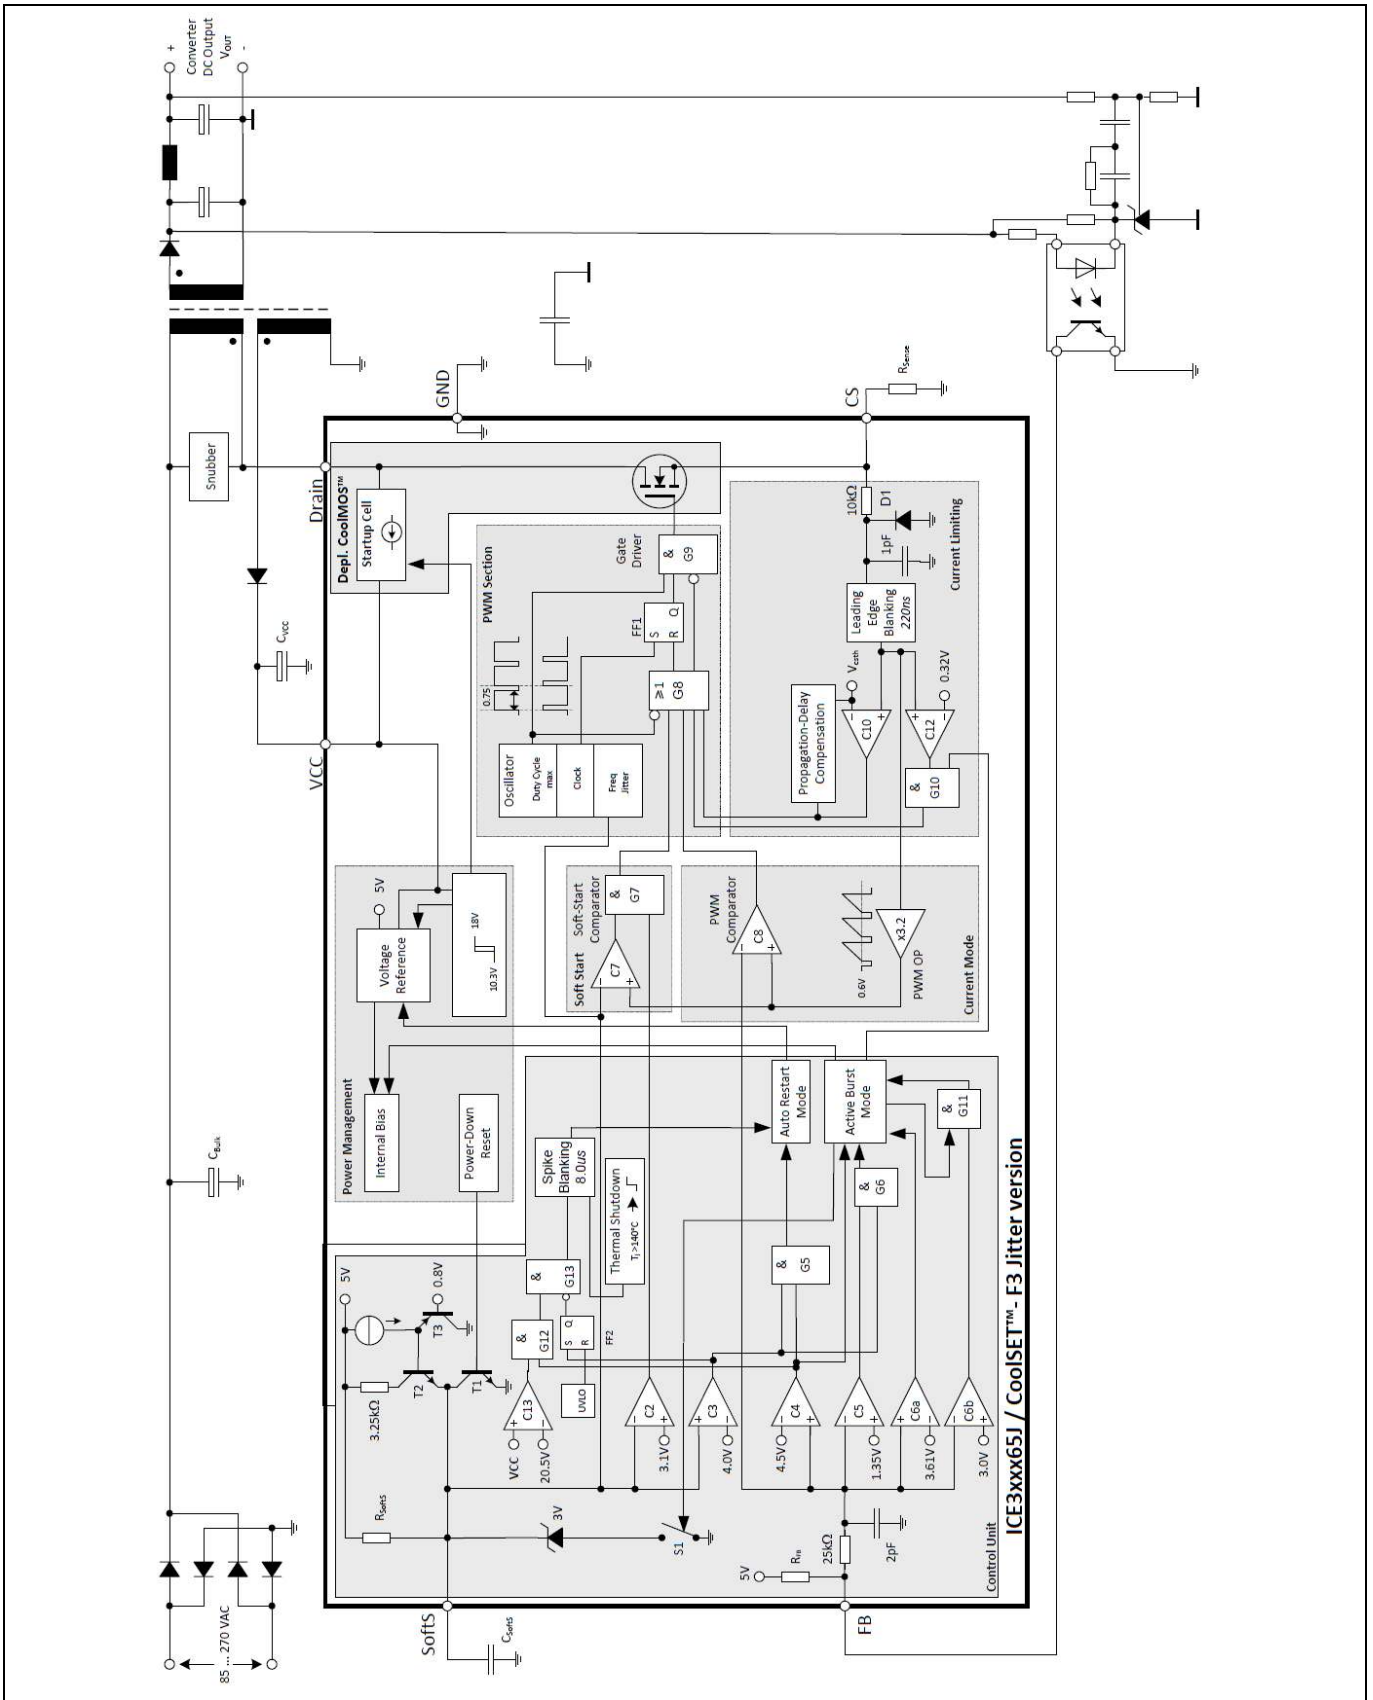 85 ... 270 VAC
CBulk
Snubber
+
Converter
DC Output
VOUT
-
CVCC
VCC
Drain
GND
CS
RSense
SoftS
CSoftS
FB
Power Management
Internal Bias
Voltage
Reference
5V
Power-Down
Reset
10.3V
18V
Depl. CoolMOS™
Startup Cell
PWM Section
Oscillator
Duty Cycle
max
Clock
Freq
Jitter
0.75
≥1
G8
FF1
S
R
Q
Gate
Driver
&
G9
Soft Start
Soft-Start
Comparator
C7
-
+
&
G7
PWM
Comparator
C8
-
+
0.6V
x3.2
PWM OP
Current Mode
Propagation-Delay
Compensation
Vcsth
C10
-
+
C12
+
-
0.32V
&
G10
Leading
Edge
Blanking
220ns
10kΩ
D1
1pF
Current Limiting
5V
RSoftS
3.25kΩ
T2
T3
0.8V
T1
3V
S1
VCC
20.5V
C13
+
-
&
G12
UVLO
S
R
Q
FF2
&
G13
Spike
Blanking
8.0us
Thermal Shutdown
Tj >140°C
3.1V
C2
-
+
4.0V
C3
+
-
4.5V
C4
-
+
1.35V
C5
-
+
3.61V
C6a
+
-
3.0V
C6b
-
+
&
G5
&
G6
&
G11
Auto Restart
Mode
Active Burst
Mode
5V
RFB
25kΩ
2pF
Control Unit
ICE3xxx65J / CoolSET™- F3 Jitter version